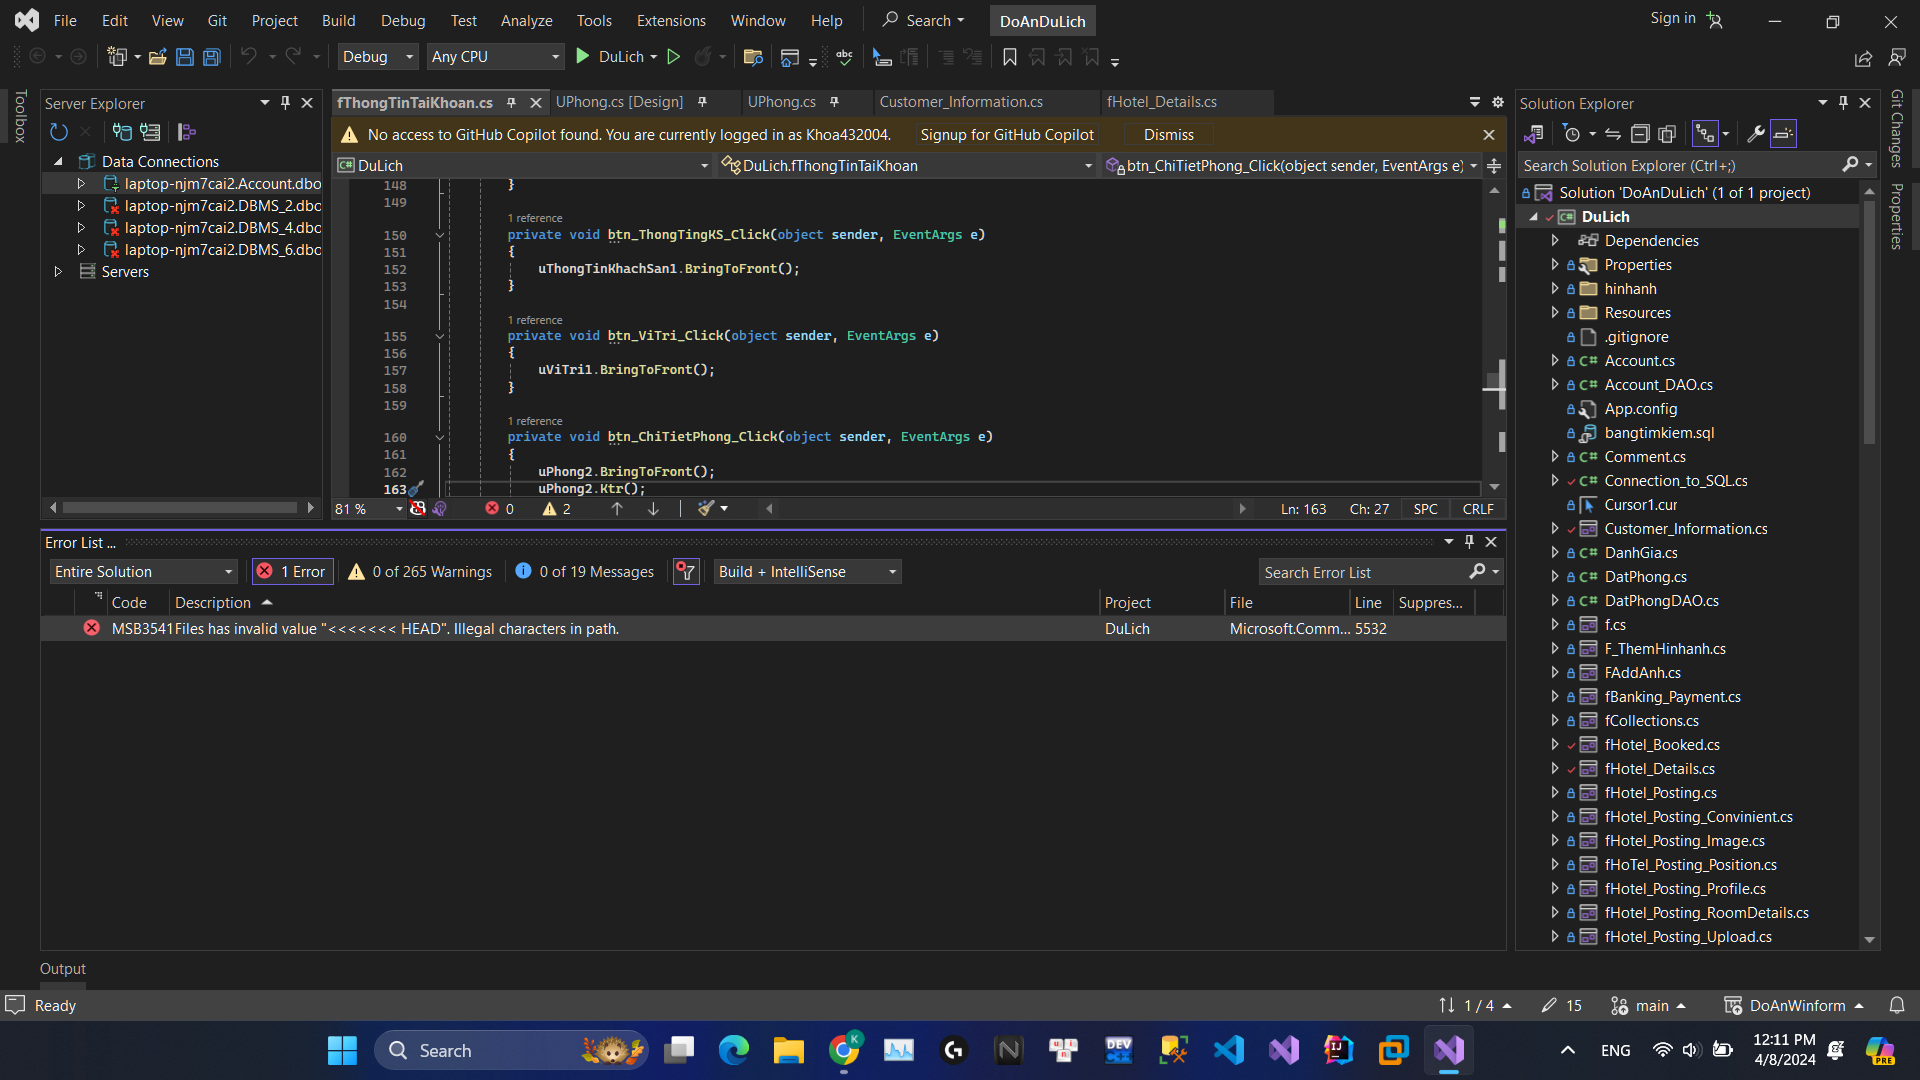 File Edit View Git Project Build Debug Test Analyze Tools Extensions Window Help Search DoAnDuLich Sign in
Debug Any CPU DuLich
Toolbox
Server Explorer
Data Connections
laptop-njm7cai2.Account.dbo
laptop-njm7cai2.DBMS_2.dbo
laptop-njm7cai2.DBMS_4.dbo
laptop-njm7cai2.DBMS_6.dbo
Servers
fThongTinTaiKhoan.cs UPhong.cs [Design] UPhong.cs Customer_Information.cs fHotel_Details.cs
No access to GitHub Copilot found. You are currently logged in as Khoa432004. Signup for GitHub Copilot Dismiss
DuLich DuLich.fThongTinTaiKhoan btn_ChiTietPhong_Click(object sender, EventArgs e)
148 }
149
1 reference
150 private void btn_ThongTingKS_Click(object sender, EventArgs e)
151 {
152 uThongTinKhachSan1.BringToFront();
153 }
154
1 reference
155 private void btn_ViTri_Click(object sender, EventArgs e)
156 {
157 uViTri1.BringToFront();
158 }
159
1 reference
160 private void btn_ChiTietPhong_Click(object sender, EventArgs e)
161 {
162 uPhong2.BringToFront();
163 uPhong2.Ktr();
81 % 0 2 Ln: 163 Ch: 27 SPC CRLF
Error List ...
Entire Solution 1 Error 0 of 265 Warnings 0 of 19 Messages Build + IntelliSense Search Error List
Code Description Project File Line Suppres...
MSB3541 Files has invalid value "<<<<<<< HEAD". Illegal characters in path. DuLich Microsoft.Comm... 5532
Output
Solution Explorer
Search Solution Explorer (Ctrl+;)
Solution 'DoAnDuLich' (1 of 1 project)
DuLich
Dependencies
Properties
hinhanh
Resources
.gitignore
Account.cs
Account_DAO.cs
App.config
bangtimkiem.sql
Comment.cs
Connection_to_SQL.cs
Cursor1.cur
Customer_Information.cs
DanhGia.cs
DatPhong.cs
DatPhongDAO.cs
f.cs
F_ThemHinhanh.cs
FAddAnh.cs
fBanking_Payment.cs
fCollections.cs
fHotel_Booked.cs
fHotel_Details.cs
fHotel_Posting.cs
fHotel_Posting_Convinient.cs
fHotel_Posting_Image.cs
fHoTel_Posting_Position.cs
fHotel_Posting_Profile.cs
fHotel_Posting_RoomDetails.cs
fHotel_Posting_Upload.cs
Git Changes
Properties
Ready 1 / 4 15 main DoAnWinform
Search K DEV ENG 12:11 PM
4/8/2024 PRE